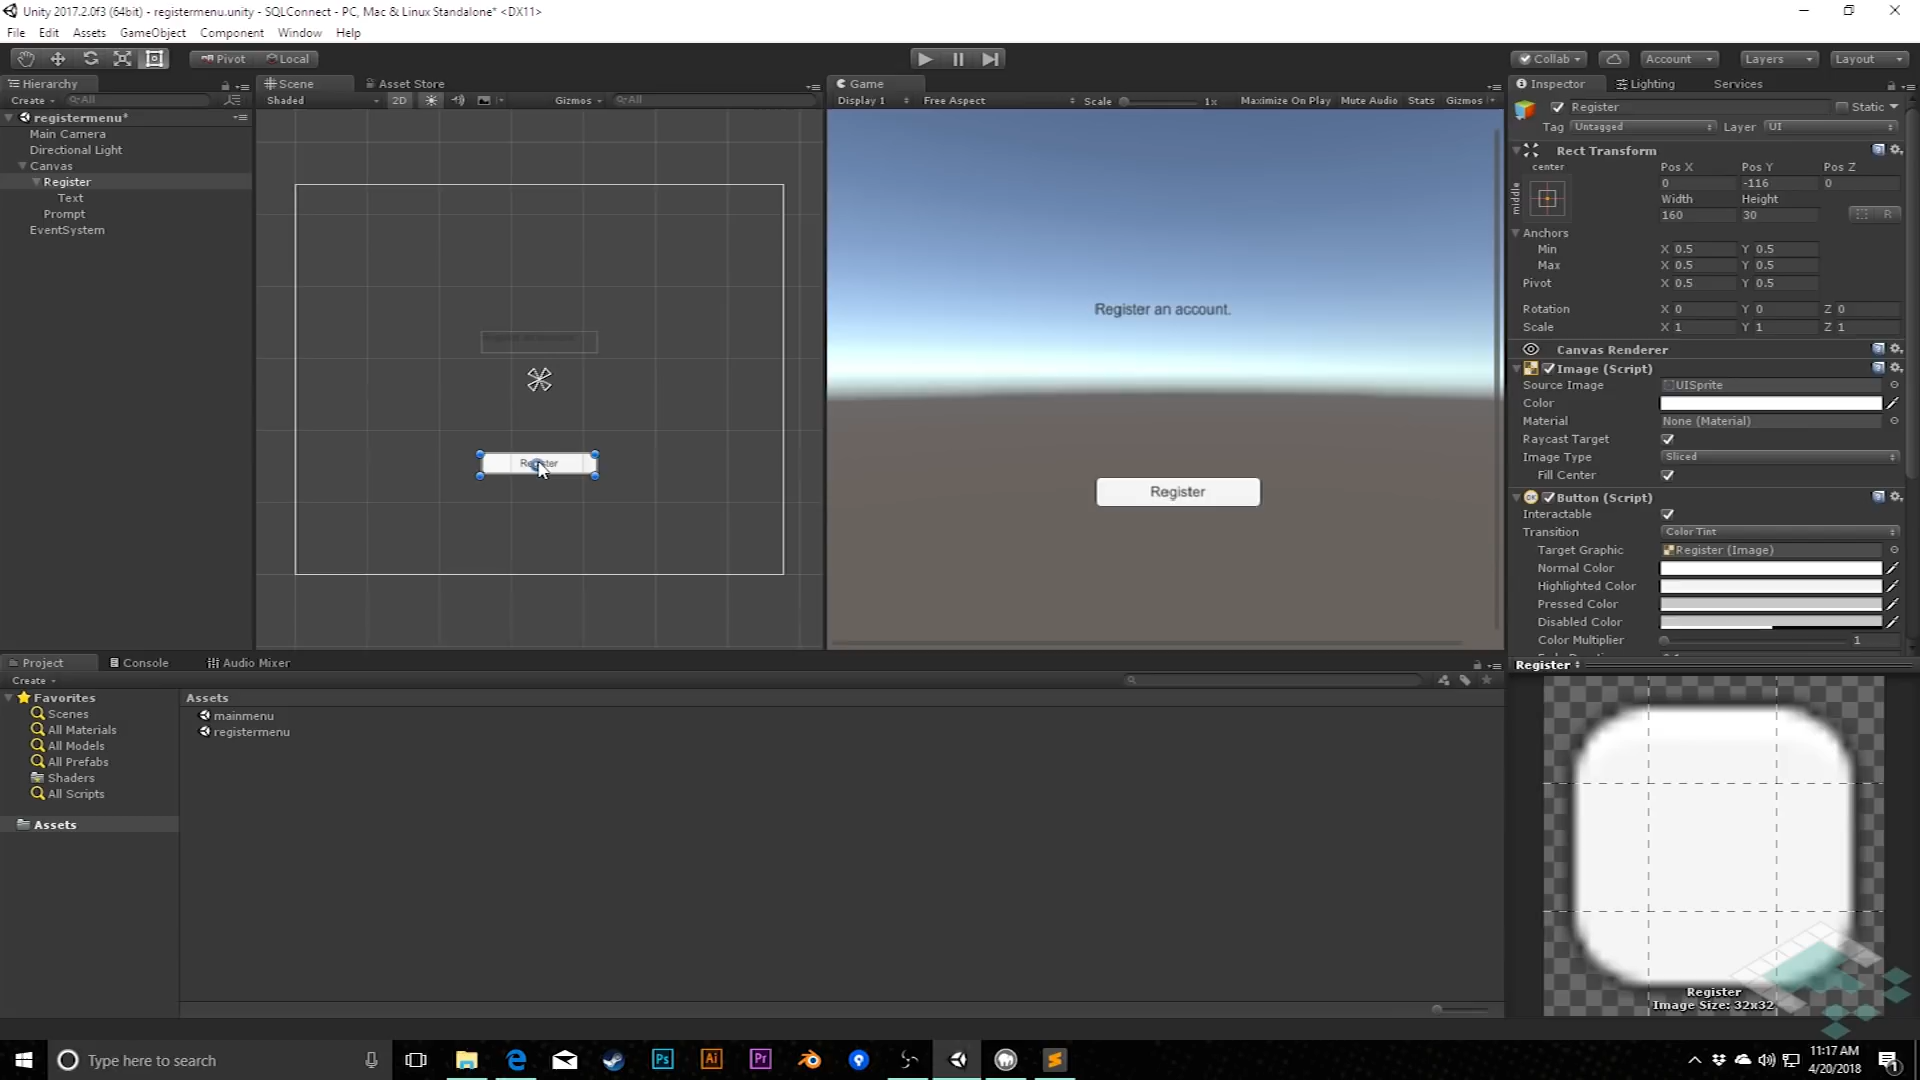 Unity 2017.2.0f3 (64bit) - registermenu.unity - SQLConnect - PC, Mac & Linux Standalone* <DX11>
File Edit Assets GameObject Component Window Help
Pivot Local Collab Account Layers Layout
Hierarchy Scene Asset Store Game Inspector Lighting Services
Create All Shaded 2D Gizmos All Display 1 Free Aspect Scale 1x Maximize On Play Mute Audio Stats Gizmos
Register Static
registermenu*
Main Camera
Directional Light
Canvas
Register
Text
Prompt
EventSystem
Register
Register an account.
Register
Tag Untagged Layer UI
Rect Transform
center
middle
Pos X Pos Y Pos Z
0 -116 0
Width Height
160 30
R
Anchors
Min X 0.5 Y 0.5
Max X 0.5 Y 0.5
Pivot X 0.5 Y 0.5
Rotation X 0 Y 0 Z 0
Scale X 1 Y 1 Z 1
Canvas Renderer
Image (Script)
Source Image UISprite
Color
Material None (Material)
Raycast Target
Image Type Sliced
Fill Center
Button (Script)
Interactable
Transition Color Tint
Target Graphic Register (Image)
Normal Color
Highlighted Color
Pressed Color
Disabled Color
Color Multiplier 1
Project Console Audio Mixer
Create
Favorites
Scenes
All Materials
All Models
All Prefabs
Shaders
All Scripts
Assets
Assets
mainmenu
registermenu
Register
Register
Image Size: 32x32
Type here to search
Ps Ai Pr
11:17 AM
4/20/2018
1